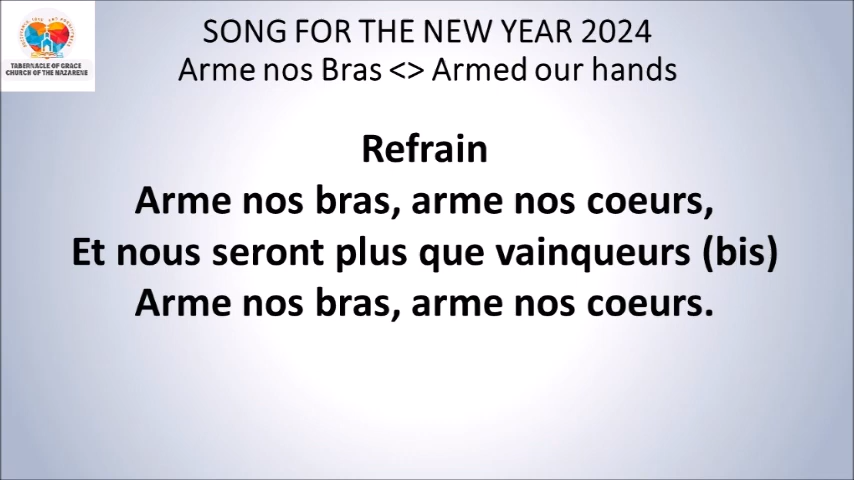 SONG FOR THE NEW YEAR 2024
Arme nos Bras <> Armed our hands
TABERNACLE OF GRACE
CHURCH OF THE NAZARENE
Refrain
Arme nos bras, arme nos coeurs,
Et nous seront plus que vainqueurs (bis)
Arme nos bras, arme nos coeurs.